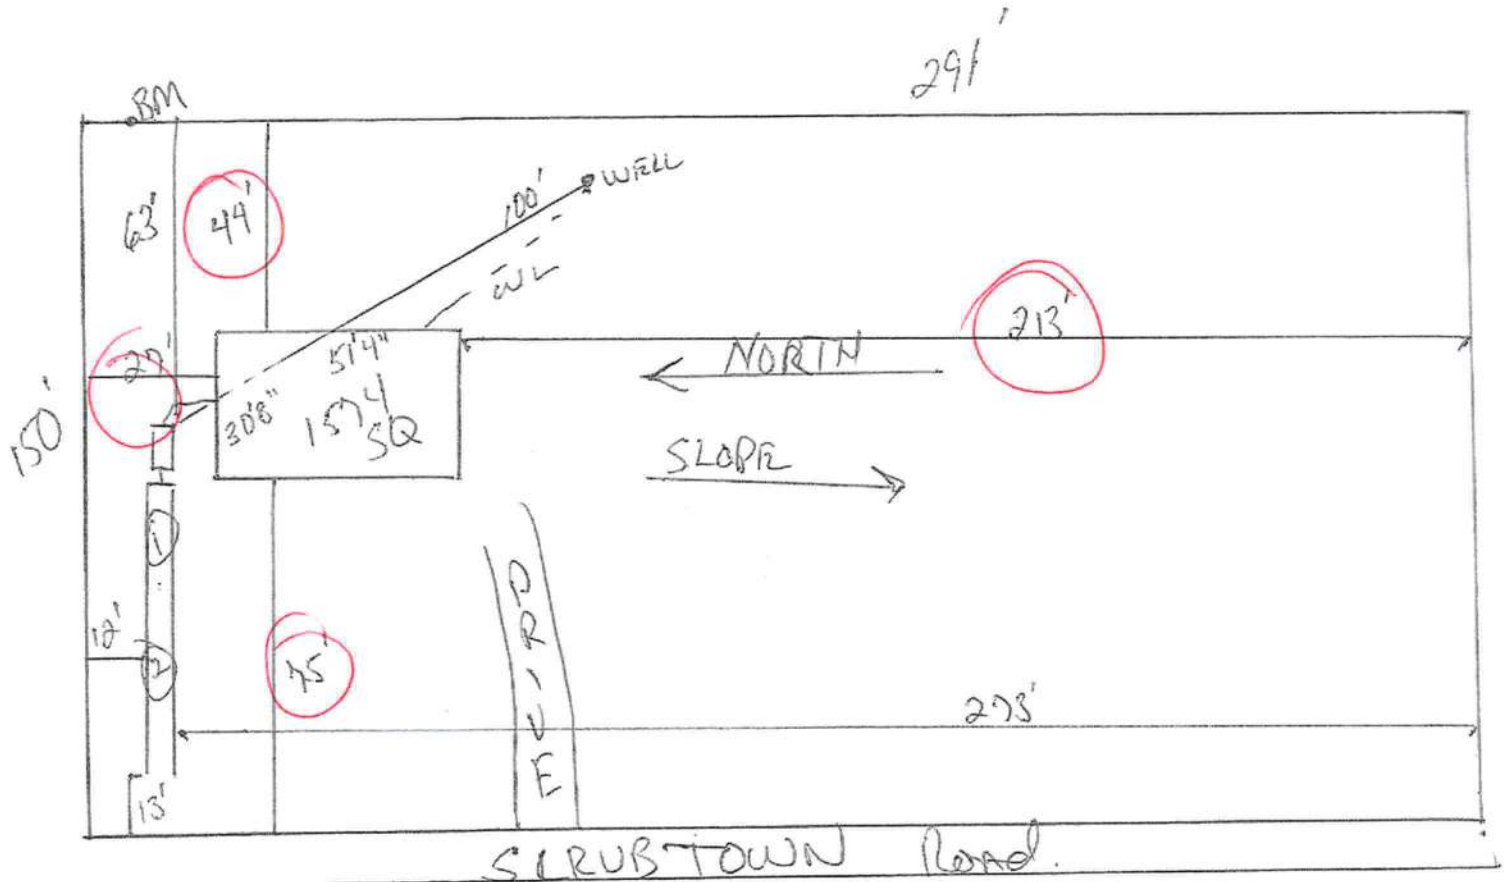 291'
BM
63'
44'
100'
WELL
WL
213'
27'
51'4"
NORTH
150'
30'8"
1574
SQ
SLOPE
1
12'
2
75'
DRIVE
273'
13'
SCRUBTOWN Road.